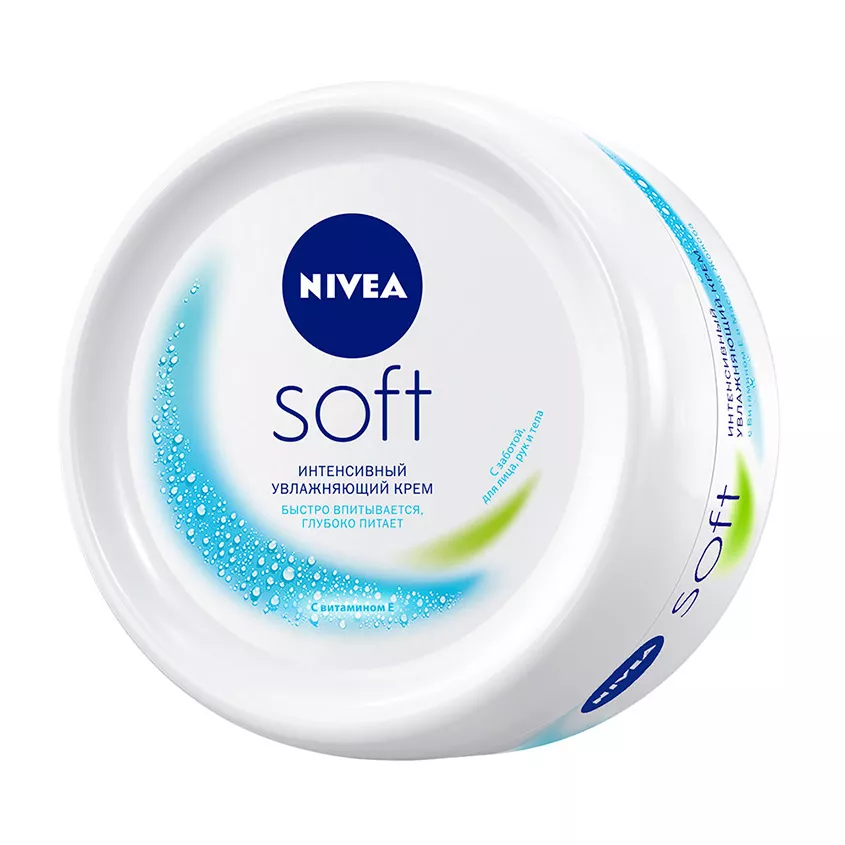 NIVEA
soft
ИНТЕНСИВНЫЙ
УВЛАЖНЯЮЩИЙ КРЕМ
БЫСТРО ВПИТЫВАЕТСЯ,
ГЛУБОКО ПИТАЕТ
С заботой,
для лица, рук и тела
С витамином Е
NIVEA
soft
ИНТЕНСИВНЫЙ
УВЛАЖНЯЮЩИЙ КРЕМ
с Витамином Е и